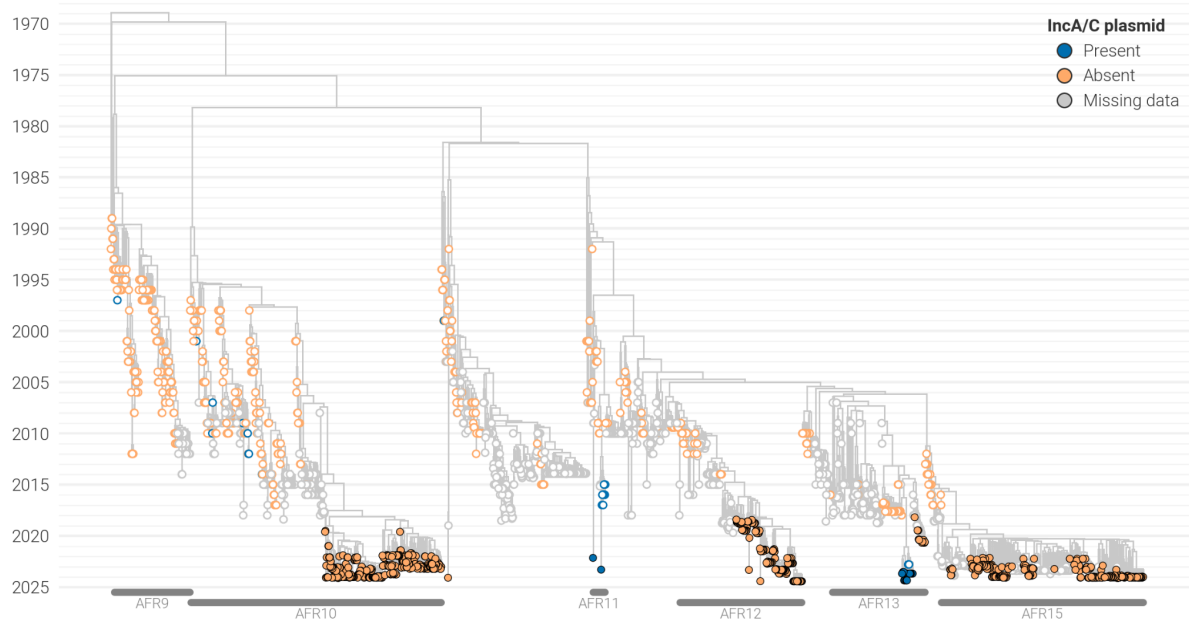 IncA/C plasmid
Present
Absent
Missing data
1970
1975
1980
1985
1990
1995
2000
2005
2010
2015
2020
2025
AFR9
AFR10
AFR11
AFR12
AFR13
AFR15